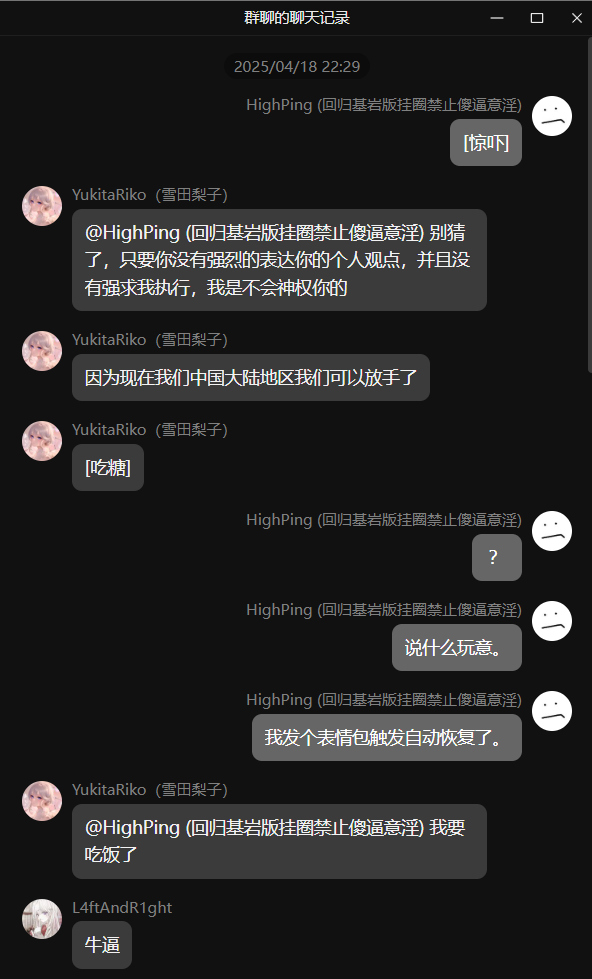 群聊的聊天记录
2025/04/18 22:29
HighPing (回归基岩版挂圈禁止傻逼意淫)
[惊吓]
YukitaRiko（雪田梨子）
@HighPing (回归基岩版挂圈禁止傻逼意淫) 别猜
了，只要你没有强烈的表达你的个人观点，并且没
有强求我执行，我是不会神权你的
YukitaRiko（雪田梨子）
因为现在我们中国大陆地区我们可以放手了
YukitaRiko（雪田梨子）
[吃糖]
HighPing (回归基岩版挂圈禁止傻逼意淫)
？
HighPing (回归基岩版挂圈禁止傻逼意淫)
说什么玩意。
HighPing (回归基岩版挂圈禁止傻逼意淫)
我发个表情包触发自动恢复了。
YukitaRiko（雪田梨子）
@HighPing (回归基岩版挂圈禁止傻逼意淫) 我要
吃饭了
L4ftAndR1ght
牛逼